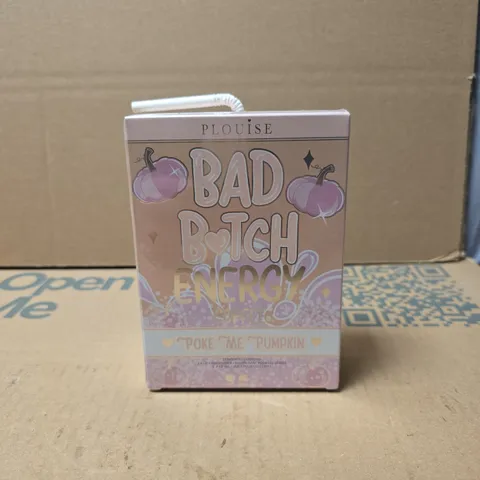 PLOUISE
BAD
B♡TCH
ENERGY
POKE ME PUMPKIN
Open
Me